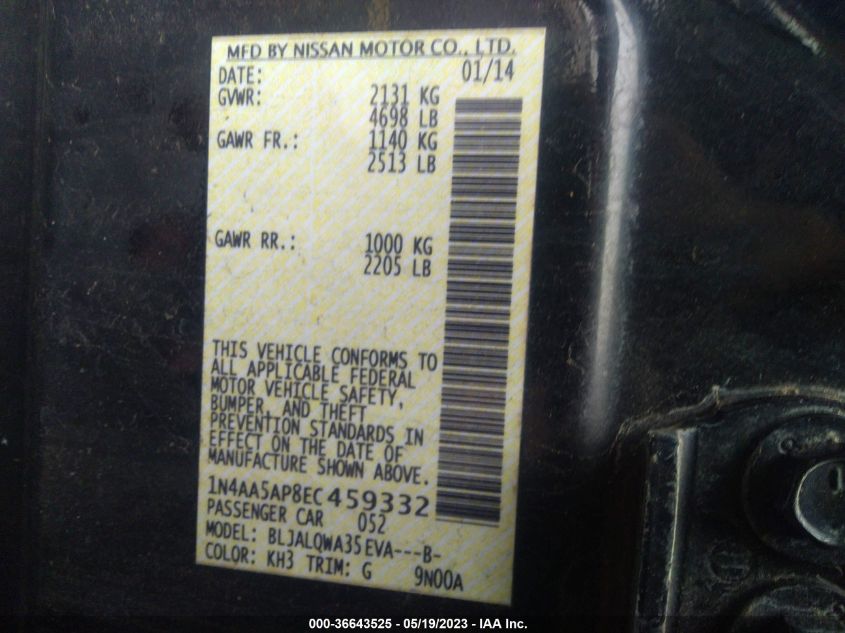 MFD BY NISSAN MOTOR CO., LTD.
DATE: 01/14
GVWR: 2131 KG
4698 LB
GAWR FR.: 1140 KG
2513 LB
GAWR RR.: 1000 KG
2205 LB
THIS VEHICLE CONFORMS TO
ALL APPLICABLE FEDERAL
MOTOR VEHICLE SAFETY,
BUMPER, AND THEFT
PREVENTION STANDARDS IN
EFFECT ON THE DATE OF
MANUFACTURE SHOWN ABOVE.
1N4AA5AP8EC459332
PASSENGER CAR 052
MODEL: BLJALQWA35EVA---B-
COLOR: KH3 TRIM: G 9N00A
000-36643525 - 05/19/2023 - IAA Inc.